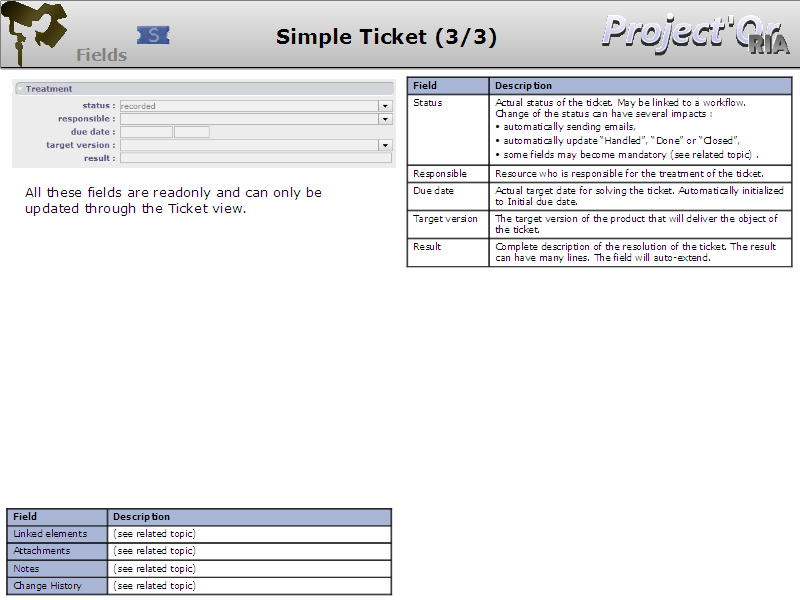 Fields
S
Simple Ticket (3/3)
Project'Or
RIA
Treatment
status : recorded
responsible :
due date :
target version :
result :
All these fields are readonly and can only be
updated through the Ticket view.
Field Description
Status Actual status of the ticket. May be linked to a workflow.
Change of the status can have several impacts :
• automatically sending emails,
• automatically update “Handled”, “Done” or “Closed”,
• some fields may become mandatory (see related topic) .
Responsible Resource who is responsible for the treatment of the ticket.
Due date Actual target date for solving the ticket. Automatically initialized
to Initial due date.
Target version The target version of the product that will deliver the object of
the ticket.
Result Complete description of the resolution of the ticket. The result
can have many lines. The field will auto-extend.
Field Description
Linked elements (see related topic)
Attachments (see related topic)
Notes (see related topic)
Change History (see related topic)